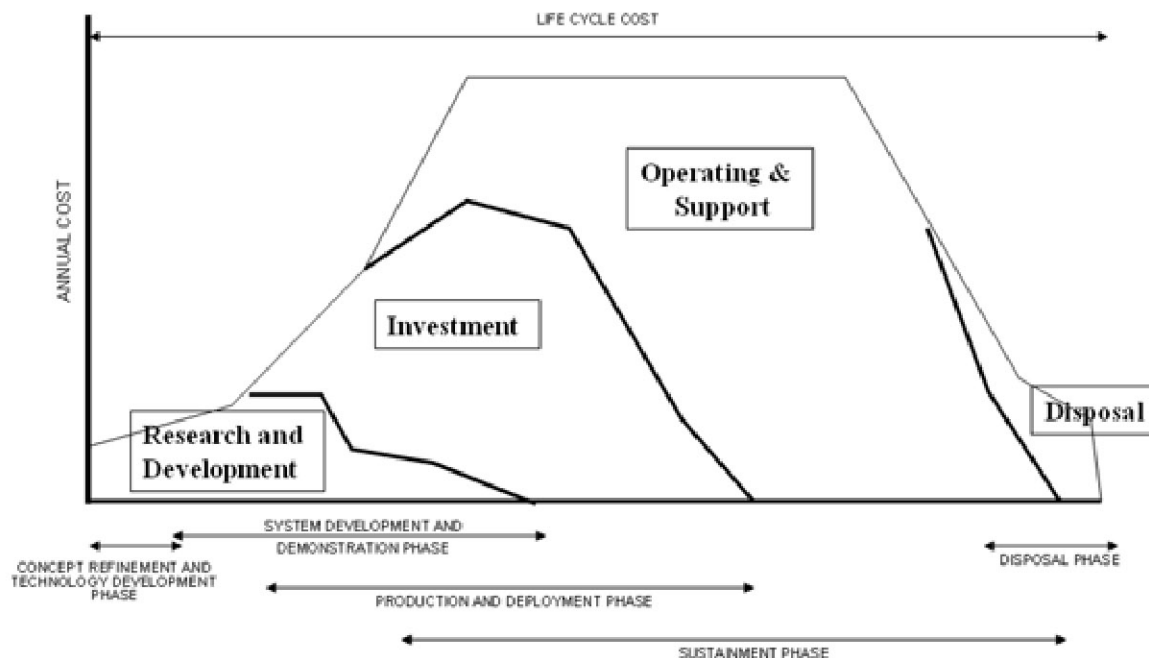 LIFE CYCLE COST
ANNUAL COST
Operating &
Support
Investment
Research and
Development
Disposal
SYSTEM DEVELOPMENT AND
DEMONSTRATION PHASE
CONCEPT REFINEMENT AND
TECHNOLOGY DEVELOPMENT
PHASE
DISPOSAL PHASE
PRODUCTION AND DEPLOYMENT PHASE
SUSTAINMENT PHASE